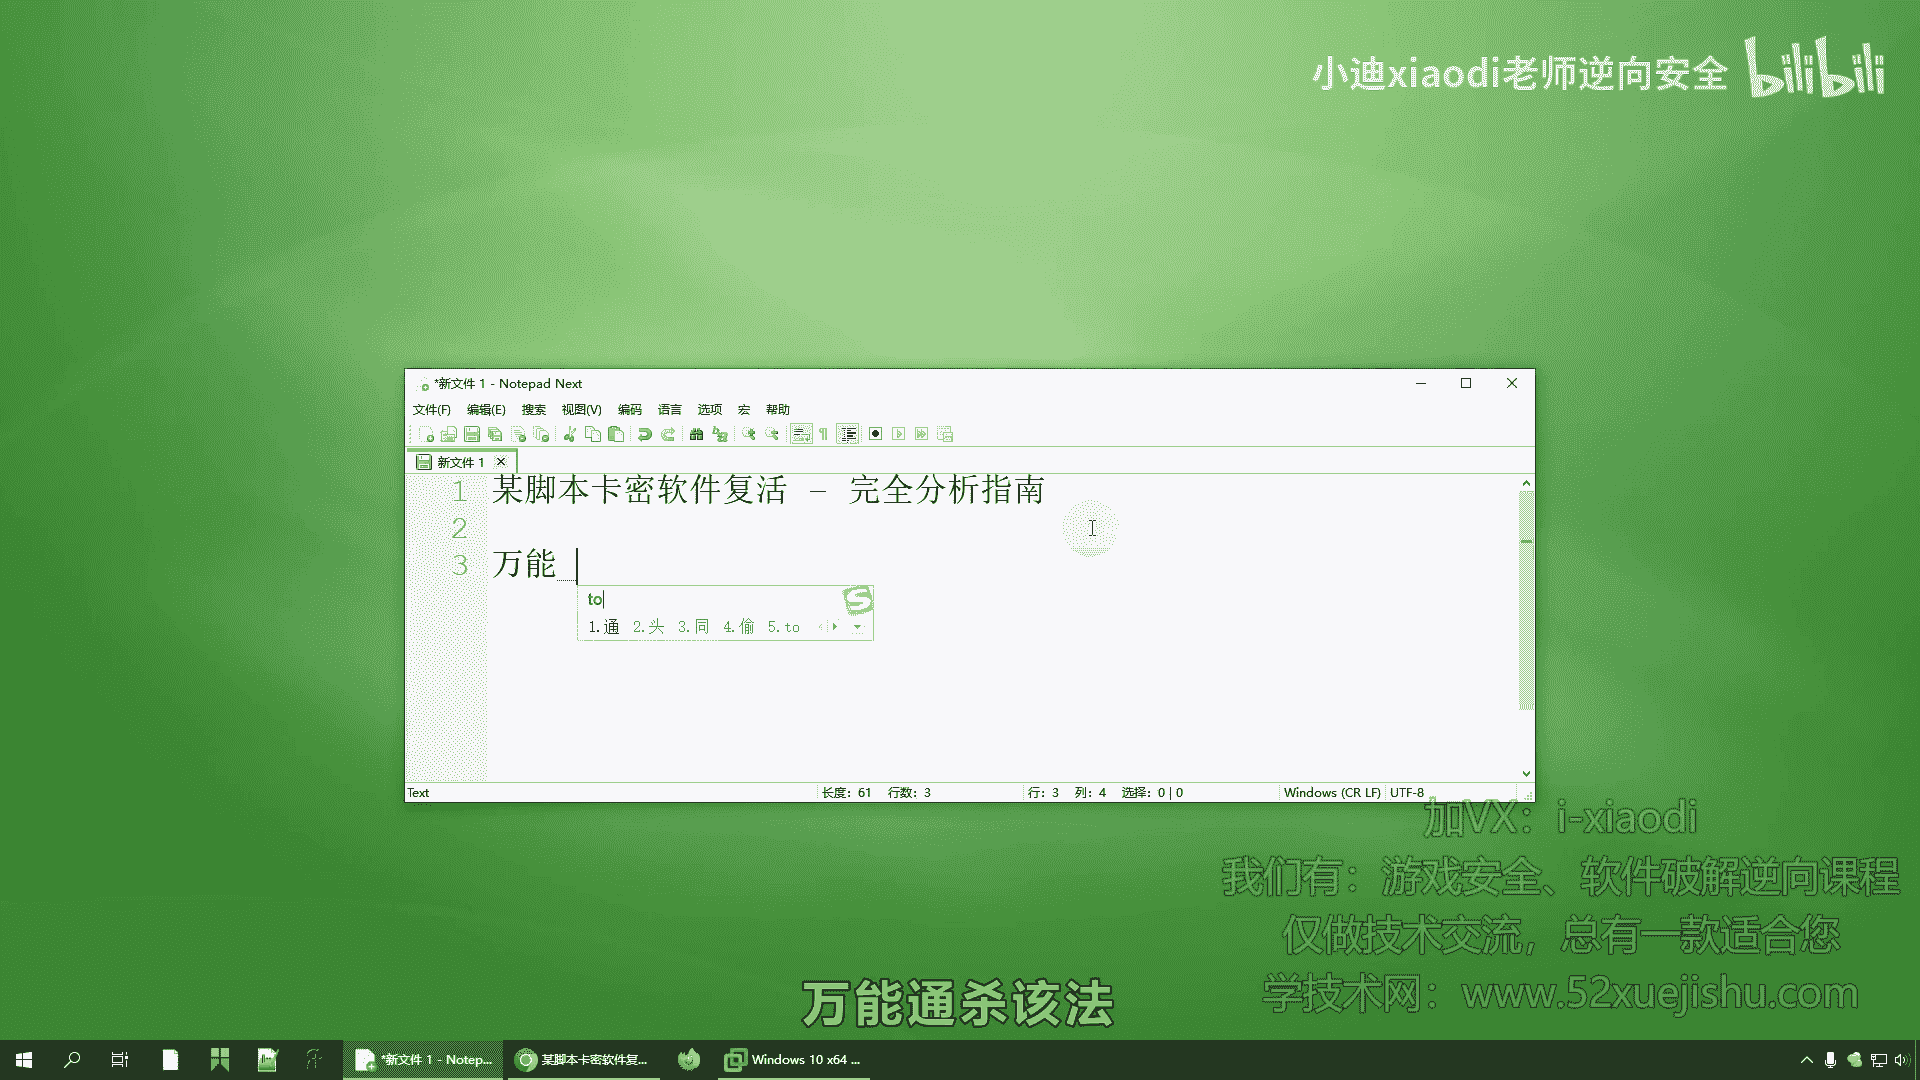 小迪xiaodi老师逆向安全 bilibili
*新文件 1 - Notepad Next
文件(F) 编辑(E) 搜索 视图(V) 编码 语言 选项 宏 帮助
新文件 1
1 某脚本卡密软件复活 - 完全分析指南
2
3 万能
to
1.通 2.头 3.同 4.偷 5.to
Text 长度: 61 行数: 3 行: 3 列: 4 选择: 0 | 0 Windows (CR LF) UTF-8
加VX：i-xiaodi
我们有：游戏安全、软件破解逆向课程
仅做技术交流，总有一款适合您
学技术网：www.52xuejishu.com
万能通杀该法
*新文件 1 - Notep... 某脚本卡密软件复... Windows 10 x64 ...